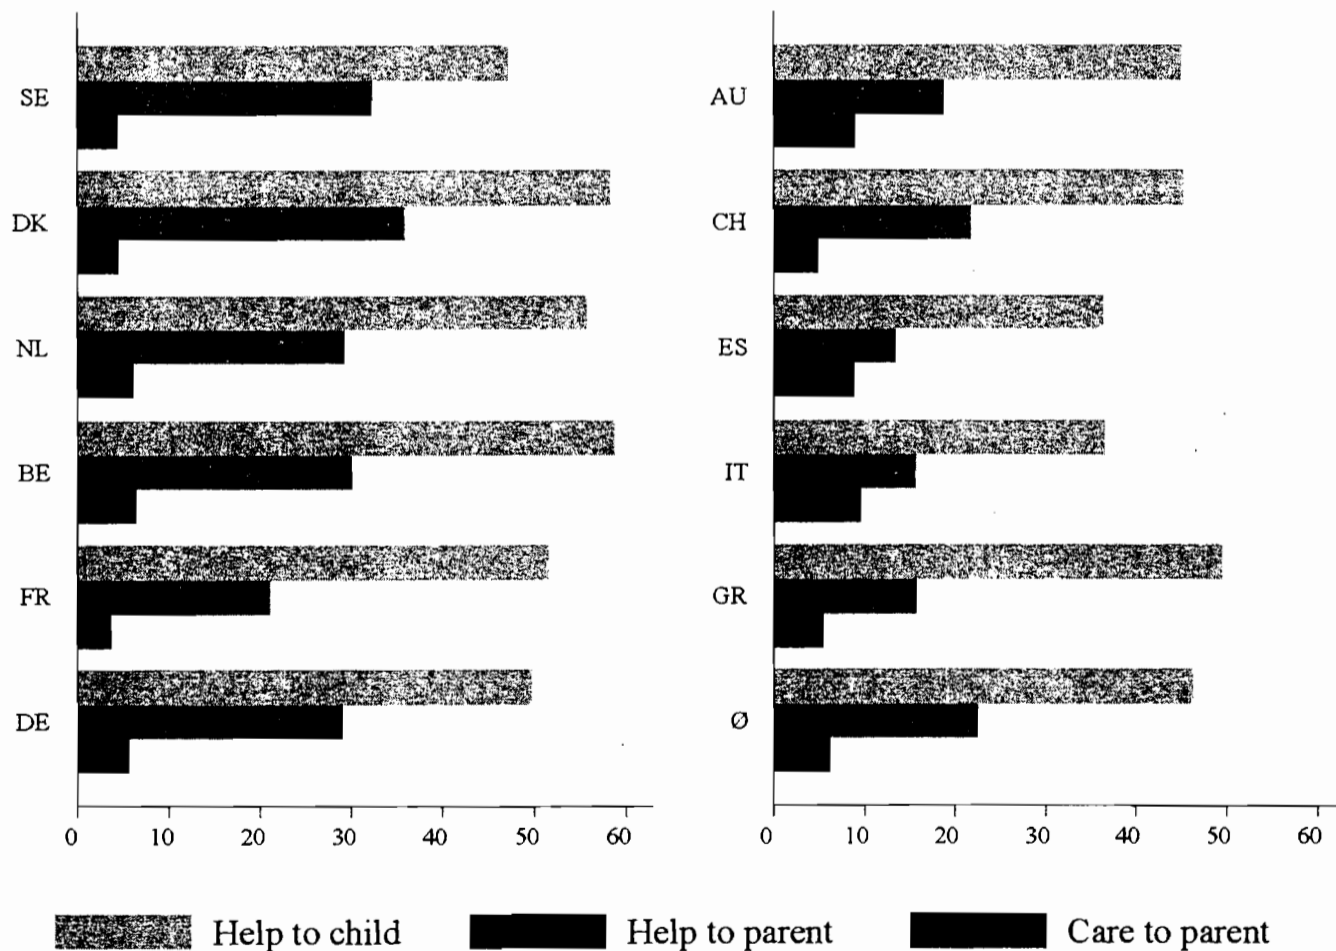 SE
DK
NL
BE
FR
DE
0 10 20 30 40 50 60
AU
CH
ES
IT
GR
Ø
0 10 20 30 40 50 60
Help to child Help to parent Care to parent